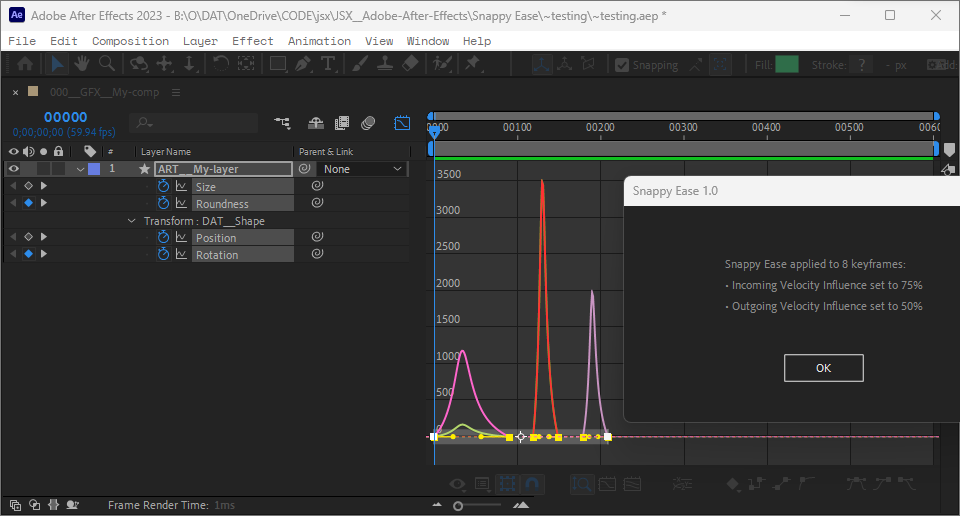 Ae Adobe After Effects 2023 - B:\O\DAT\OneDrive\CODE\jsx\JSX__Adobe-After-Effects\Snappy Ease\~testing\~testing.aep *
File Edit Composition Layer Effect Animation View Window Help
Snapping Fill: Stroke: ? - px
000__GFX__My-comp
00000
0;00;00;00 (59.94 fps)
00100 00200 00300 00400 00500
# Layer Name Parent & Link
1 ART__My-layer None
Size
Roundness
Transform : DAT__Shape
Position
Rotation
3500
3000
2500
2000
1500
1000
500
0
Snappy Ease 1.0
Snappy Ease applied to 8 keyframes:
• Incoming Velocity Influence set to 75%
• Outgoing Velocity Influence set to 50%
OK
Frame Render Time: 1ms